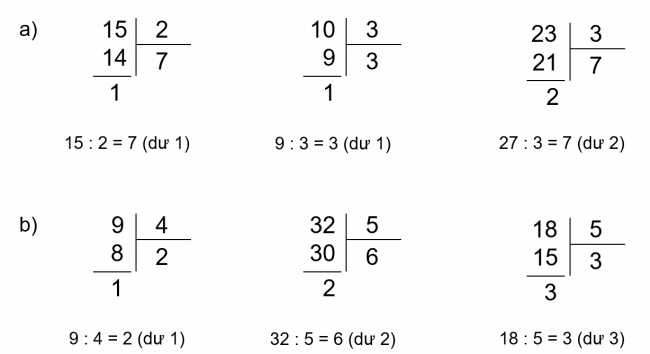 a) 15 2 10 3 23 3
14 7 9 3 21 7
1 1 2
15 : 2 = 7 (dư 1) 9 : 3 = 3 (dư 1) 27 : 3 = 7 (dư 2)
b) 9 4 32 5 18 5
8 2 30 6 15 3
1 2 3
9 : 4 = 2 (dư 1) 32 : 5 = 6 (dư 2) 18 : 5 = 3 (dư 3)